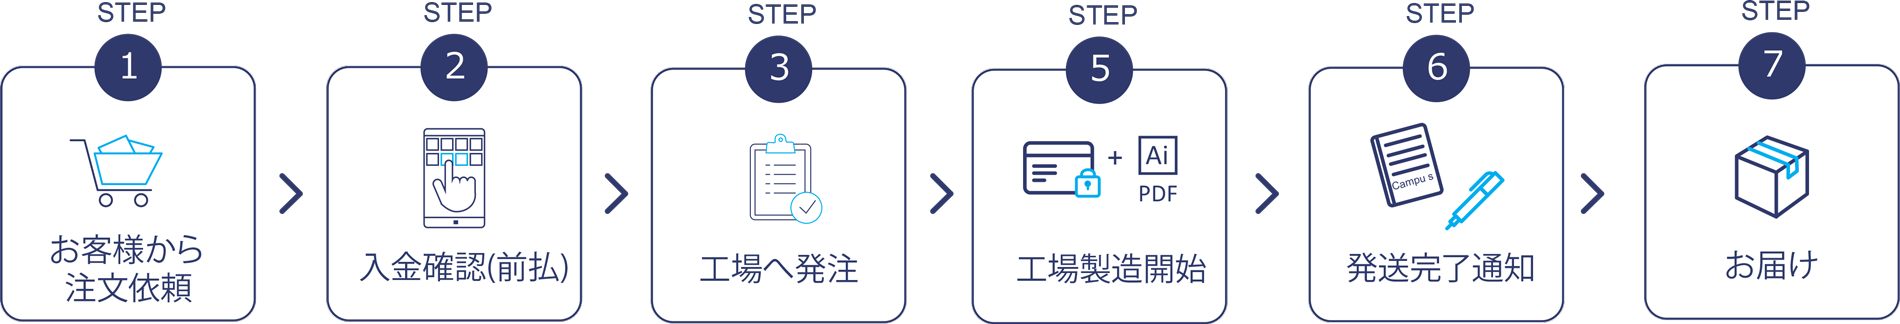 STEP
1
お客様から
注文依頼
STEP
2
入金確認(前払)
STEP
3
工場へ発注
STEP
5
+
Ai
PDF
工場製造開始
STEP
6
Campu s
発送完了通知
STEP
7
お届け